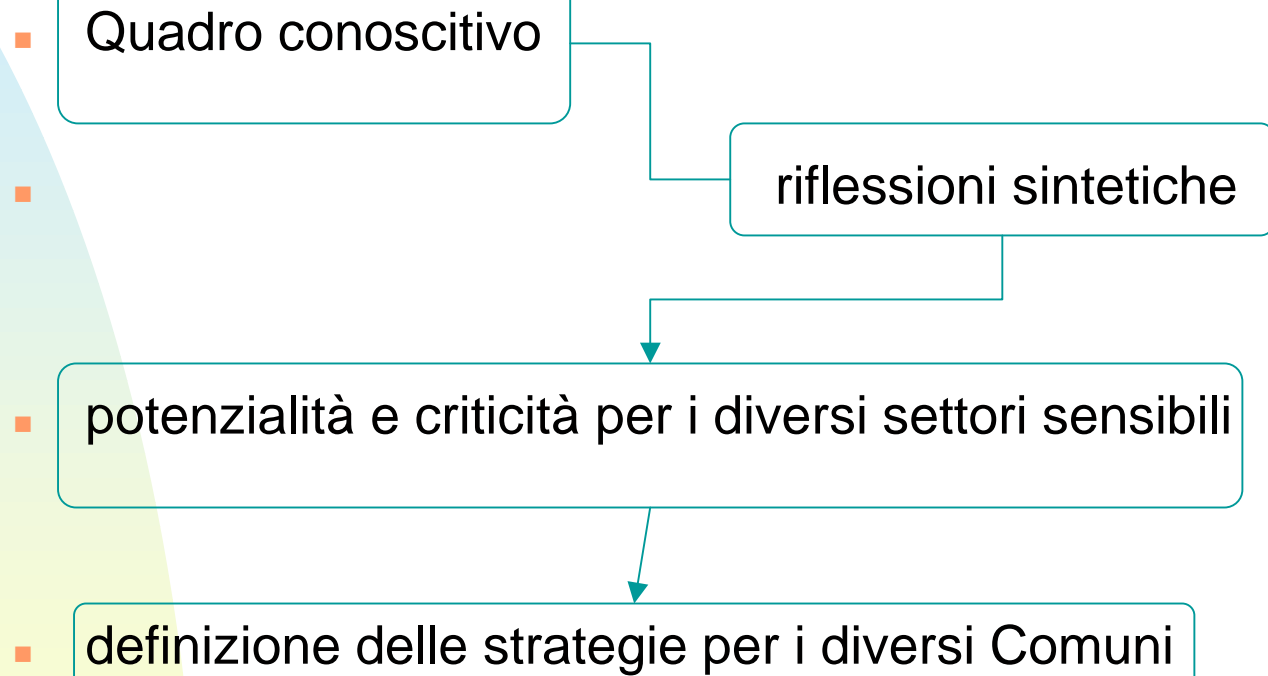 Quadro conoscitivo
riflessioni sintetiche
potenzialità e criticità per i diversi settori sensibili
definizione delle strategie per i diversi Comuni